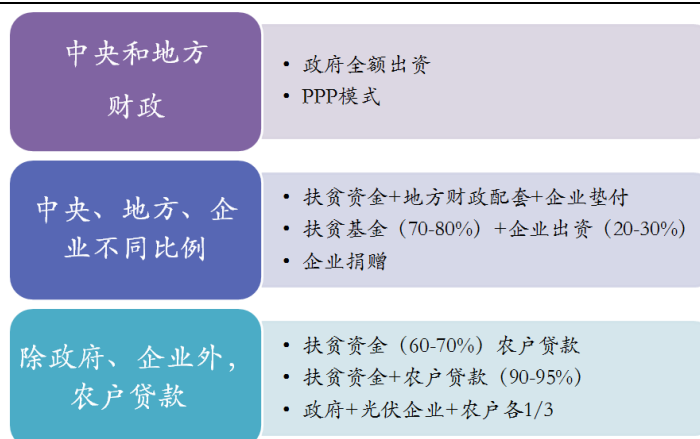 中央和地方
财政
• 政府全额出资
• PPP模式
中央、地方、企
业不同比例
• 扶贫资金+地方财政配套+企业垫付
• 扶贫基金（70-80%）+企业出资（20-30%）
• 企业捐赠
除政府、企业外，
农户贷款
• 扶贫资金（60-70%）农户贷款
• 扶贫资金+农户贷款（90-95%）
• 政府+光伏企业+农户各1/3